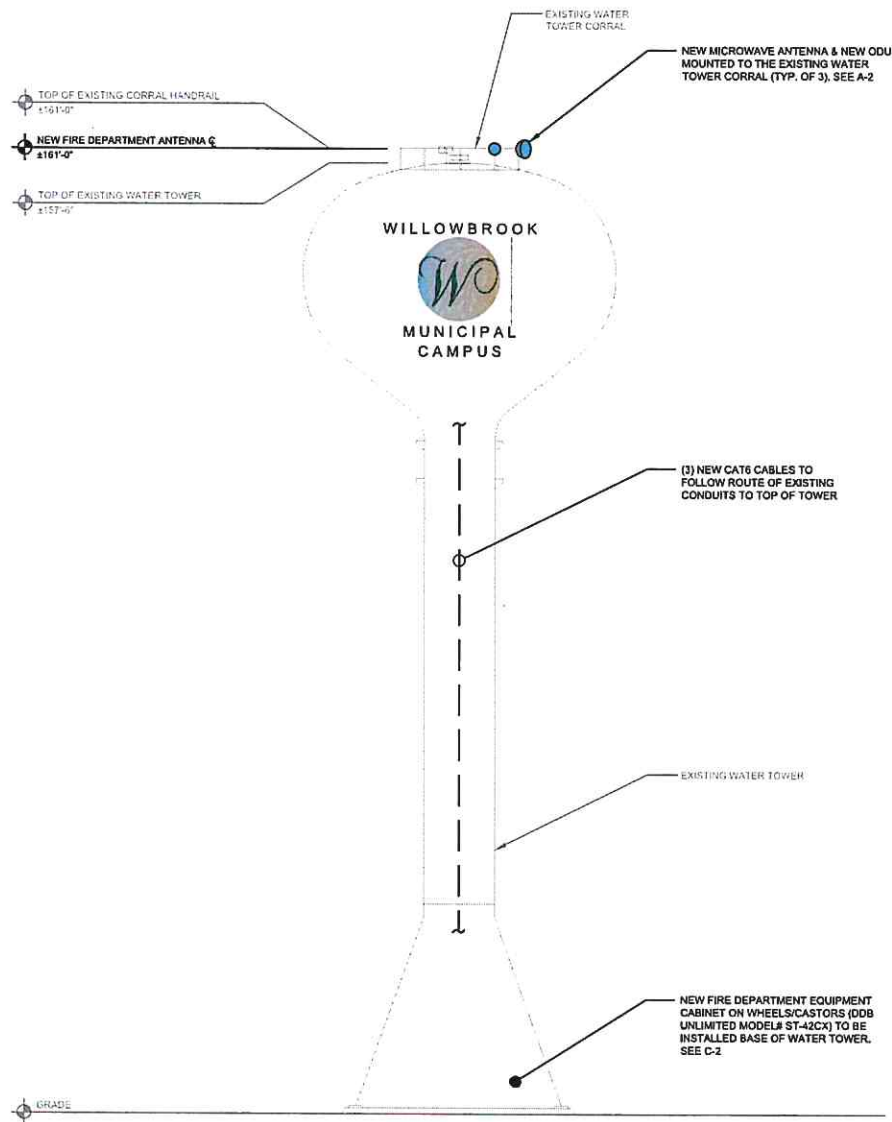 EXISTING WATER
TOWER CORRAL
NEW MICROWAVE ANTENNA & NEW ODU
MOUNTED TO THE EXISTING WATER
TOWER CORRAL (TYP. OF 3). SEE A-2
TOP OF EXISTING CORRAL HANDRAIL
±161'-0"
NEW FIRE DEPARTMENT ANTENNA ℄
±161'-0"
TOP OF EXISTING WATER TOWER
±157'-6"
WILLOWBROOK
W
MUNICIPAL
CAMPUS
(3) NEW CAT6 CABLES TO
FOLLOW ROUTE OF EXISTING
CONDUITS TO TOP OF TOWER
EXISTING WATER TOWER
NEW FIRE DEPARTMENT EQUIPMENT
CABINET ON WHEELS/CASTORS (DDB
UNLIMITED MODEL# ST-42CX) TO BE
INSTALLED BASE OF WATER TOWER.
SEE C-2
GRADE